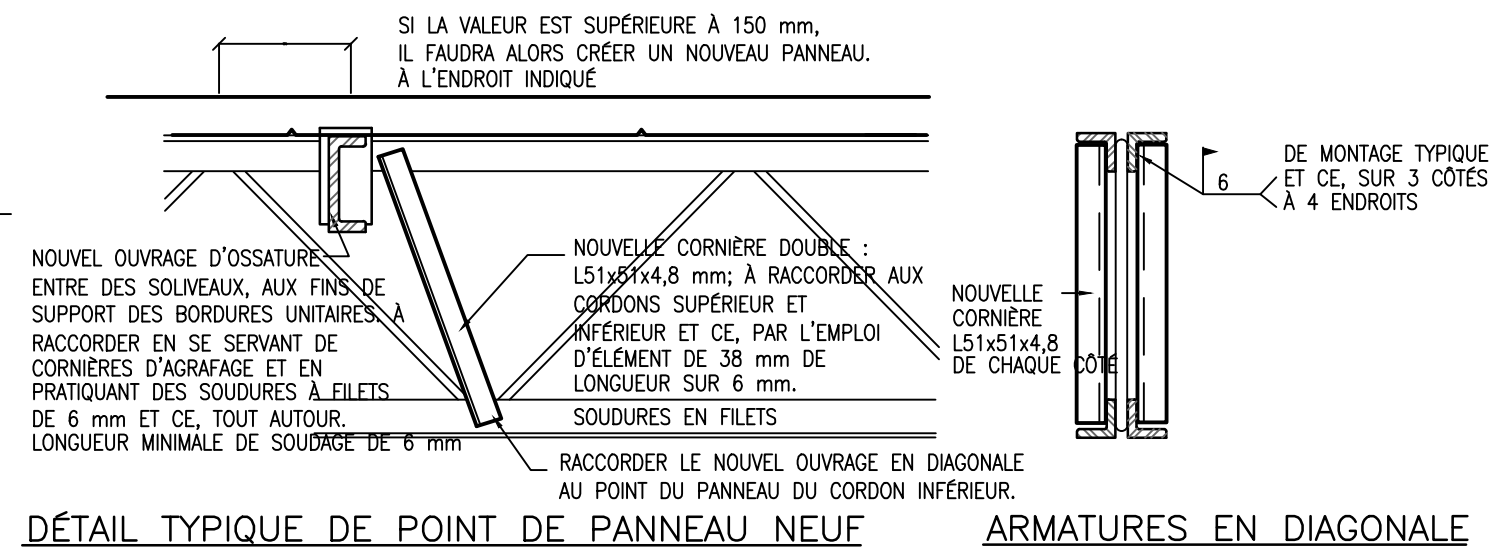 SI LA VALEUR EST SUPÉRIEURE À 150 mm,
IL FAUDRA ALORS CRÉER UN NOUVEAU PANNEAU.
À L'ENDROIT INDIQUÉ
NOUVEL OUVRAGE D'OSSATURE
ENTRE DES SOLIVEAUX, AUX FINS DE
SUPPORT DES BORDURES UNITAIRES. À
RACCORDER EN SE SERVANT DE
CORNIÈRES D'AGRAFAGE ET EN
PRATIQUANT DES SOUDURES À FILETS
DE 6 mm ET CE, TOUT AUTOUR.
LONGUEUR MINIMALE DE SOUDAGE DE 6 mm
NOUVELLE CORNIÈRE DOUBLE :
L51x51x4,8 mm; À RACCORDER AUX
CORDONS SUPÉRIEUR ET
INFÉRIEUR ET CE, PAR L'EMPLOI
D'ÉLÉMENT DE 38 mm DE
LONGUEUR SUR 6 mm.
SOUDURES EN FILETS
RACCORDER LE NOUVEL OUVRAGE EN DIAGONALE
AU POINT DU PANNEAU DU CORDON INFÉRIEUR.
DÉTAIL TYPIQUE DE POINT DE PANNEAU NEUF
6
DE MONTAGE TYPIQUE
ET CE, SUR 3 CÔTÉS
À 4 ENDROITS
NOUVELLE
CORNIÈRE
L51x51x4,8
DE CHAQUE CÔTÉ
ARMATURES EN DIAGONALE